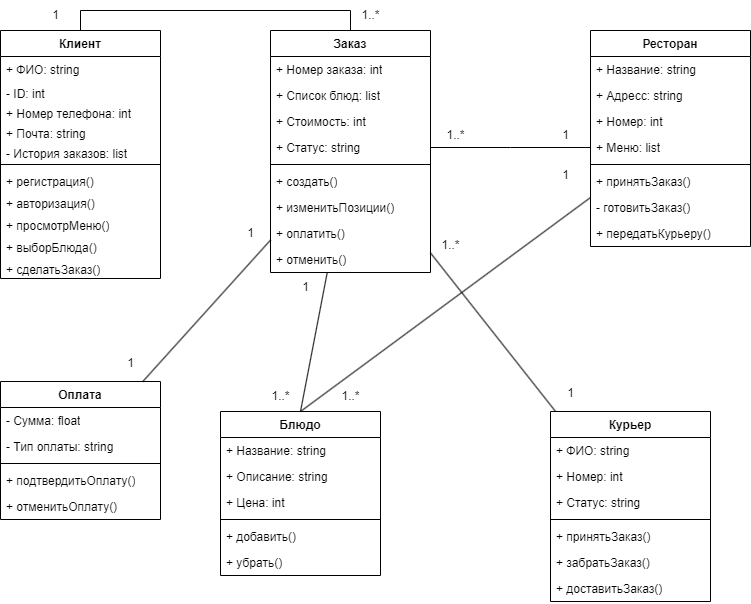 1
1..*
Клиент
+ ФИО: string
- ID: int
+ Номер телефона: int
+ Почта: string
- История заказов: list
+ регистрация()
+ авторизация()
+ просмотрМеню()
+ выборБлюда()
+ сделатьЗаказ()
Заказ
+ Номер заказа: int
+ Список блюд: list
+ Стоимость: int
+ Статус: string
+ создать()
+ изменитьПозиции()
+ оплатить()
+ отменить()
1..*
1
Ресторан
+ Название: string
+ Адресс: string
+ Номер: int
+ Меню: list
+ принятьЗаказ()
- готовитьЗаказ()
+ передатьКурьеру()
1
1
1..*
1
1
1..*
1..*
1
Оплата
- Сумма: float
- Тип оплаты: string
+ подтвердитьОплату()
+ отменитьОплату()
Блюдо
+ Название: string
+ Описание: string
+ Цена: int
+ добавить()
+ убрать()
Курьер
+ ФИО: string
+ Номер: int
+ Статус: string
+ принятьЗаказ()
+ забратьЗаказ()
+ доставитьЗаказ()